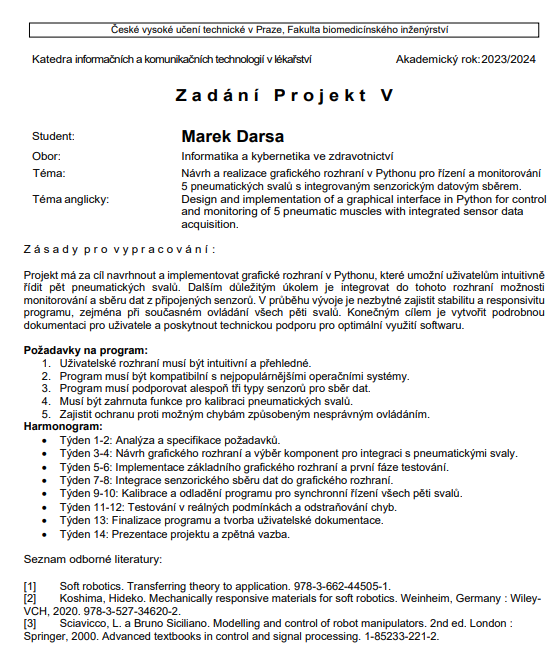 České vysoké učení technické v Praze, Fakulta biomedicínského inženýrství
Katedra informačních a komunikačních technologií v lékařství Akademický rok:2023/2024
Zadání Projekt V
Student: Marek Darsa
Obor: Informatika a kybernetika ve zdravotnictví
Téma: Návrh a realizace grafického rozhraní v Pythonu pro řízení a monitorování
5 pneumatických svalů s integrovaným senzorickým datovým sběrem.
Téma anglicky: Design and implementation of a graphical interface in Python for control
and monitoring of 5 pneumatic muscles with integrated sensor data
acquisition.
Zásady pro vypracování:
Projekt má za cíl navrhnout a implementovat grafické rozhraní v Pythonu, které umožní uživatelům intuitivně
řídit pět pneumatických svalů. Dalším důležitým úkolem je integrovat do tohoto rozhraní možnosti
monitorování a sběru dat z připojených senzorů. V průběhu vývoje je nezbytné zajistit stabilitu a responsivitu
programu, zejména při současném ovládání všech pěti svalů. Konečným cílem je vytvořit podrobnou
dokumentaci pro uživatele a poskytnout technickou podporu pro optimální využití softwaru.
Požadavky na program:
1. Uživatelské rozhraní musí být intuitivní a přehledné.
2. Program musí být kompatibilní s nejpopulárnějšími operačními systémy.
3. Program musí podporovat alespoň tři typy senzorů pro sběr dat.
4. Musí být zahrnuta funkce pro kalibraci pneumatických svalů.
5. Zajistit ochranu proti možným chybám způsobeným nesprávným ovládáním.
Harmonogram:
• Týden 1-2: Analýza a specifikace požadavků.
• Týden 3-4: Návrh grafického rozhraní a výběr komponent pro integraci s pneumatickými svaly.
• Týden 5-6: Implementace základního grafického rozhraní a první fáze testování.
• Týden 7-8: Integrace senzorického sběru dat do grafického rozhraní.
• Týden 9-10: Kalibrace a odladění programu pro synchronní řízení všech pěti svalů.
• Týden 11-12: Testování v reálných podmínkách a odstraňování chyb.
• Týden 13: Finalizace programu a tvorba uživatelské dokumentace.
• Týden 14: Prezentace projektu a zpětná vazba.
Seznam odborné literatury:
[1] Soft robotics. Transferring theory to application. 978-3-662-44505-1.
[2] Koshima, Hideko. Mechanically responsive materials for soft robotics. Weinheim, Germany : Wiley-
VCH, 2020. 978-3-527-34620-2.
[3] Sciavicco, L. a Bruno Siciliano. Modelling and control of robot manipulators. 2nd ed. London :
Springer, 2000. Advanced textbooks in control and signal processing. 1-85233-221-2.